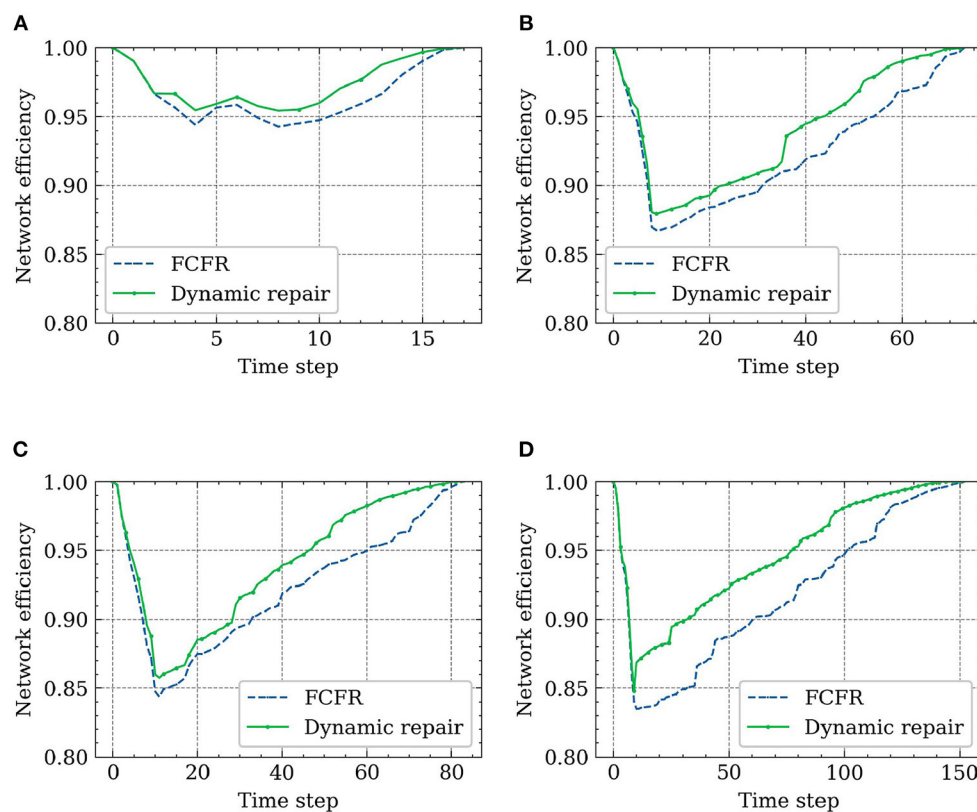 A
1.00
0.95
0.90
0.85
0.80
Network efficiency
FCFR
Dynamic repair
0 5 10 15
Time step
B
1.00
0.95
0.90
0.85
0.80
Network efficiency
FCFR
Dynamic repair
0 20 40 60
Time step
C
1.00
0.95
0.90
0.85
0.80
Network efficiency
FCFR
Dynamic repair
0 20 40 60 80
Time step
D
1.00
0.95
0.90
0.85
0.80
Network efficiency
FCFR
Dynamic repair
0 50 100 150
Time step